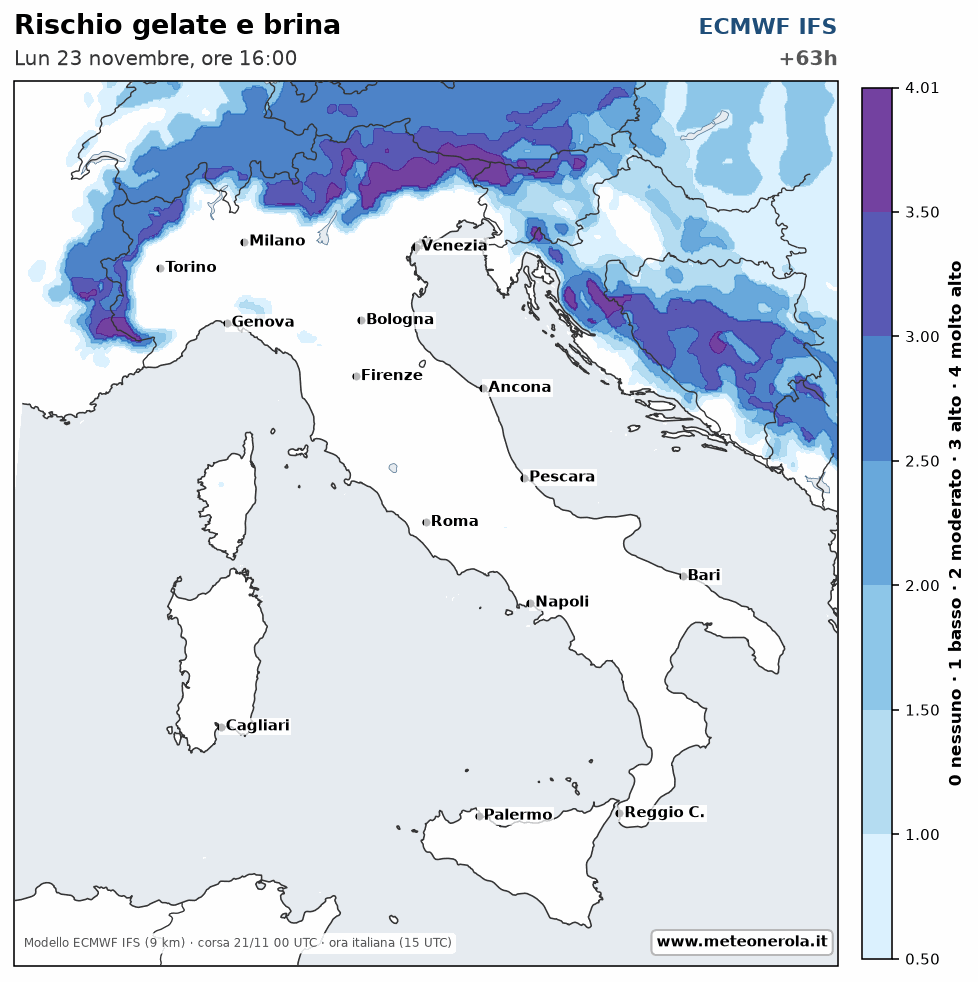 Rischio gelate e brina
ECMWF IFS
Lun 23 novembre, ore 16:00
+63h
4.01
3.50
3.00
2.50
2.00
1.50
1.00
0.50
0 nessuno · 1 basso · 2 moderato · 3 alto · 4 molto alto
Milano
Venezia
Torino
Genova
Bologna
Firenze
Ancona
Pescara
Roma
Bari
Napoli
Cagliari
Palermo
Reggio C.
Modello ECMWF IFS (9 km) · corsa 21/11 00 UTC · ora italiana (15 UTC)
www.meteonerola.it